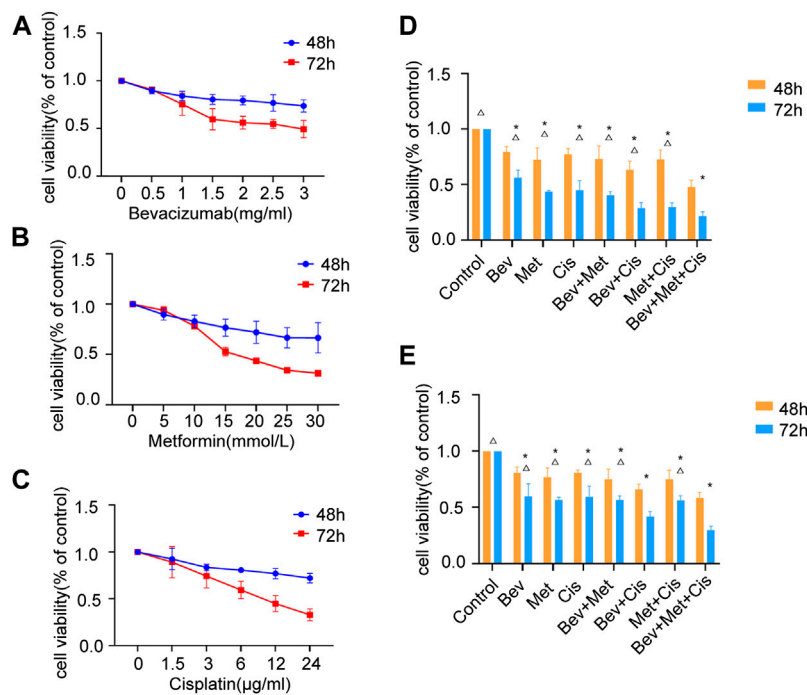 A
cell viability(% of control)
1.5
1.0
0.5
0.0
48h
72h
0 0.5 1 1.5 2 2.5 3
Bevacizumab(mg/ml)
B
cell viability(% of control)
1.5
1.0
0.5
0.0
48h
72h
0 5 10 15 20 25 30
Metformin(mmol/L)
C
cell viability(% of control)
1.5
1.0
0.5
0.0
48h
72h
0 1.5 3 6 12 24
Cisplatin(μg/ml)
D
cell viability(% of control)
1.5
1.0
0.5
0.0
48h
72h
△ *△ *△ *△ *△ *△ *△ *
Control
Bev
Met
Cis
Bev+Met
Bev+Cis
Met+Cis
Bev+Met+Cis
E
cell viability(% of control)
1.5
1.0
0.5
0.0
48h
72h
△ *△ *△ *△ *△ * *△ *
Control
Bev
Met
Cis
Bev+Met
Bev+Cis
Met+Cis
Bev+Met+Cis